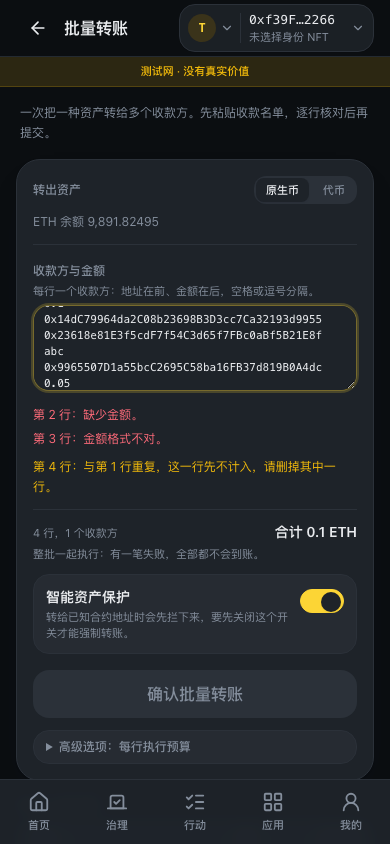 批量转账
T
0xf39F…2266
未选择身份 NFT
测试网 · 没有真实价值
一次把一种资产转给多个收款方。先粘贴收款名单，逐行核对后再
提交。
转出资产
原生币
代币
ETH 余额 9,891.82495
收款方与金额
每行一个收款方：地址在前、金额在后，空格或逗号分隔。
0x14dC79964da2C08b23698B3D3cc7Ca32193d9955
0x23618e81E3f5cdF7f54C3d65f7FBc0aBf5B21E8f
abc
0x9965507D1a55bcC2695C58ba16FB37d819B0A4dc
0.05
第 2 行：缺少金额。
第 3 行：金额格式不对。
第 4 行：与第 1 行重复，这一行先不计入，请删掉其中一
行。
4 行，1 个收款方
合计 0.1 ETH
整批一起执行：有一笔失败，全部都不会到账。
智能资产保护
转给已知合约地址时会先拦下来，要先关闭这个开
关才能强制转账。
确认批量转账
高级选项：每行执行预算
首页
治理
行动
应用
我的